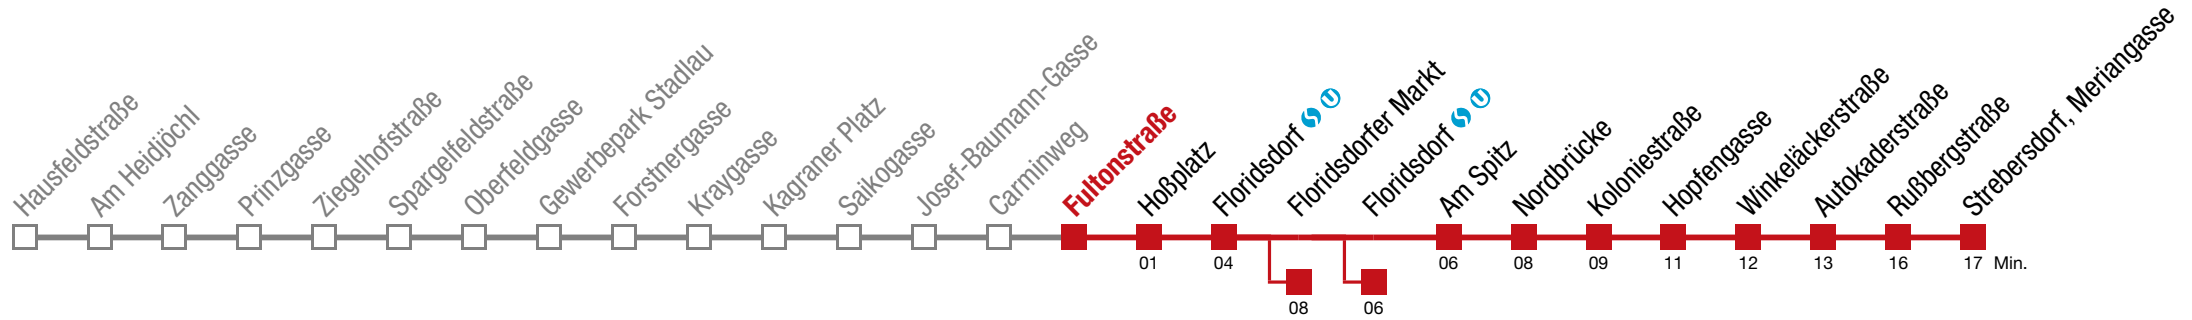 Hausfeldstraße
Am Heidjöchl
Zanggasse
Prinzgasse
Ziegelhofstraße
Spargelfeldstraße
Oberfeldgasse
Gewerbepark Stadlau
Forstnergasse
Kraygasse
Kagraner Platz
Saikogasse
Josef-Baumann-Gasse
Carminweg
Fultonstraße
Hoßplatz
Floridsdorf S U
Floridsdorfer Markt
Floridsdorf S U
Am Spitz
Nordbrücke
Koloniestraße
Hopfengasse
Winkeläckerstraße
Autokaderstraße
Rußbergstraße
Strebersdorf, Meriangasse
01 04 06 08 09 11 12 13 16 17 Min.
08 06